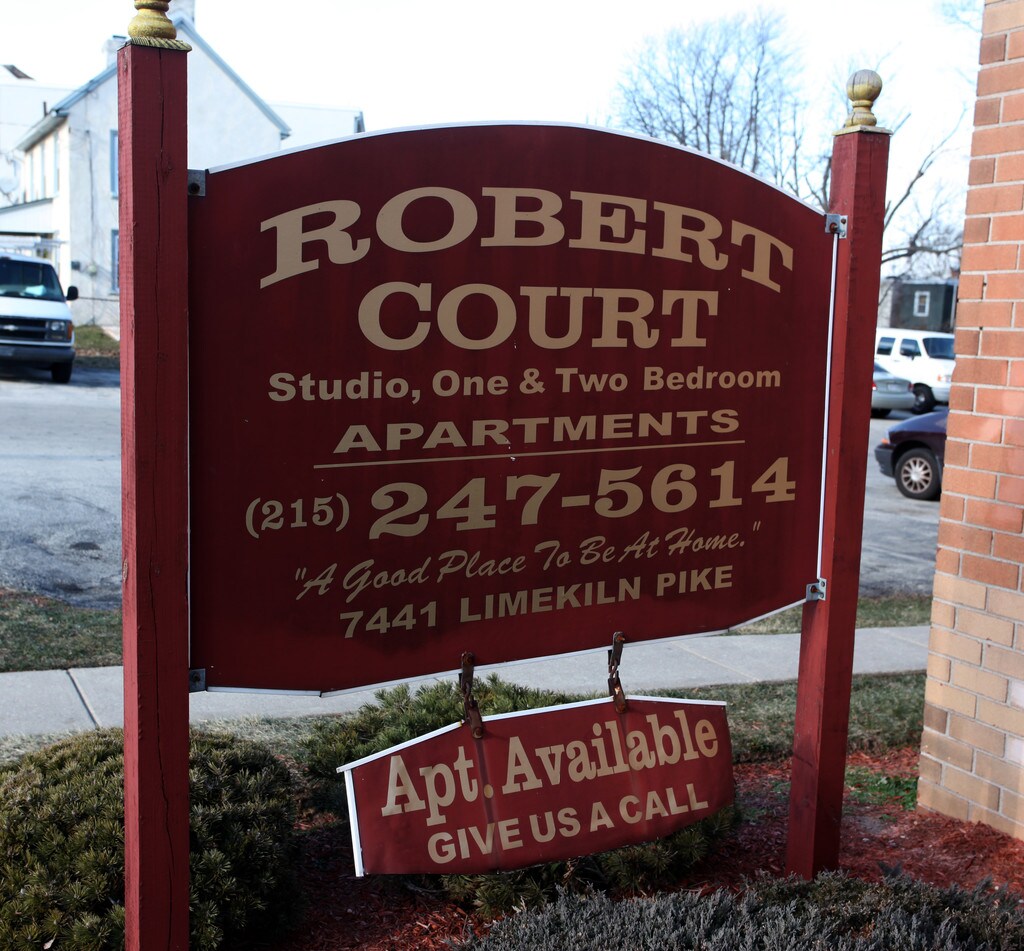 ROBERT
COURT
Studio, One & Two Bedroom
APARTMENTS
(215) 247-5614
"A Good Place To Be At Home."
7441 LIMEKILN PIKE
Apt. Available
GIVE US A CALL